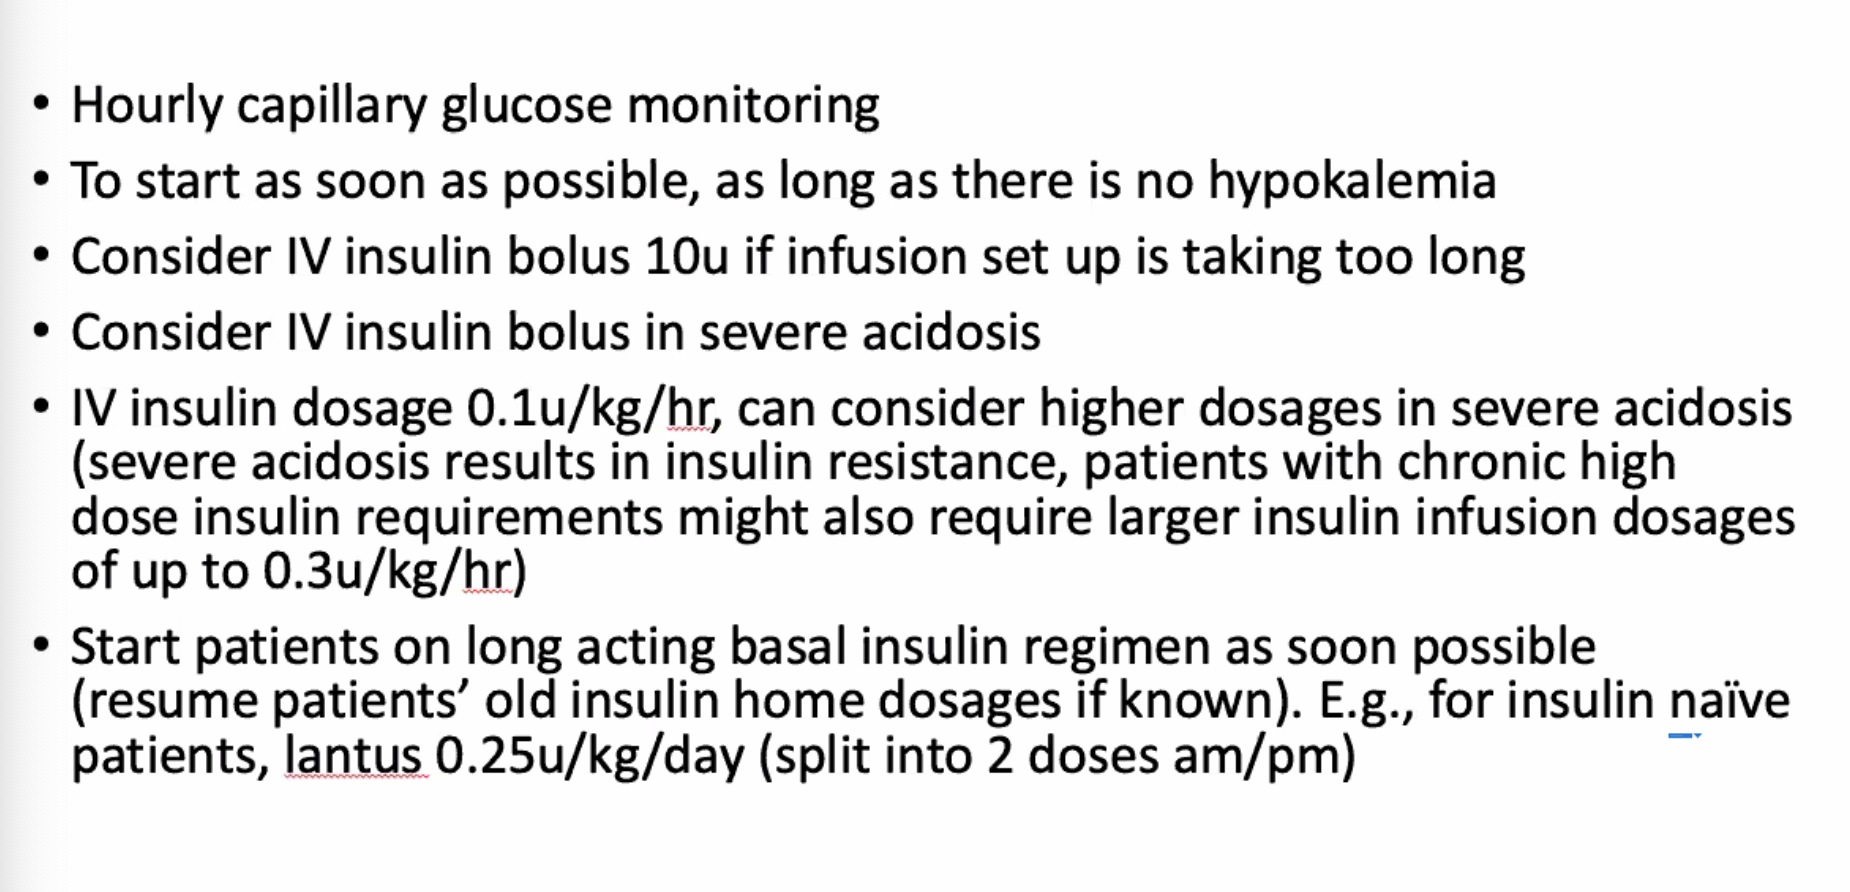 • Hourly capillary glucose monitoring
• To start as soon as possible, as long as there is no hypokalemia
• Consider IV insulin bolus 10u if infusion set up is taking too long
• Consider IV insulin bolus in severe acidosis
• IV insulin dosage 0.1u/kg/hr, can consider higher dosages in severe acidosis
(severe acidosis results in insulin resistance, patients with chronic high
dose insulin requirements might also require larger insulin infusion dosages
of up to 0.3u/kg/hr)
• Start patients on long acting basal insulin regimen as soon possible
(resume patients’ old insulin home dosages if known). E.g., for insulin naïve
patients, lantus 0.25u/kg/day (split into 2 doses am/pm)